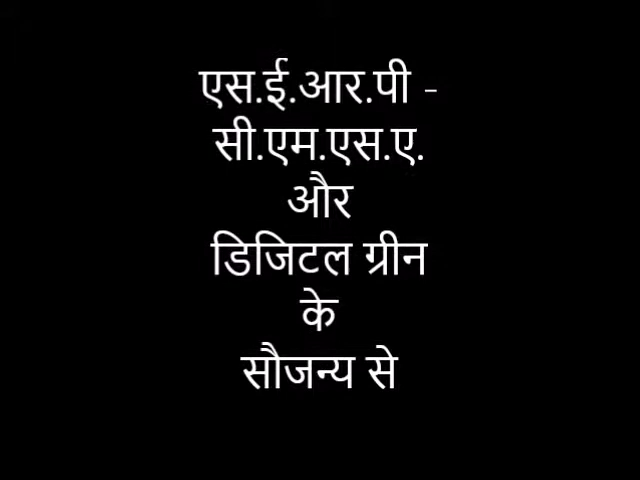 एस.ई.आर.पी -
सी.एम.एस.ए.
और
डिजिटल ग्रीन
के
सौजन्य से